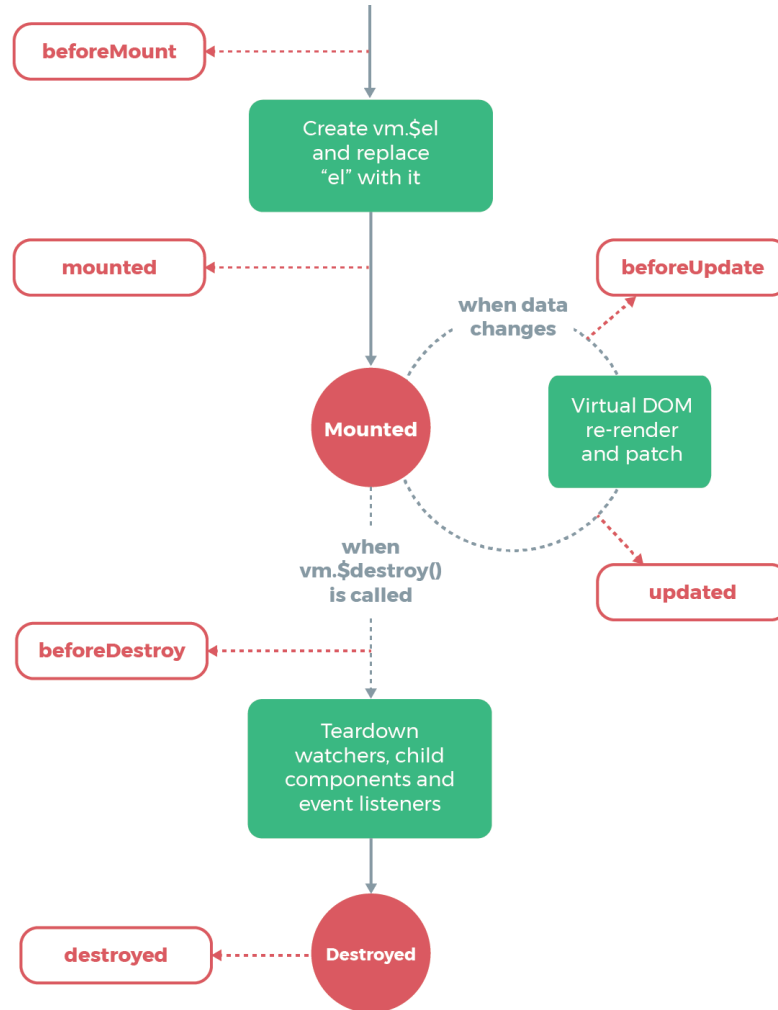 beforeMount
Create vm.$el
and replace
“el” with it
mounted
beforeUpdate
when data
changes
Virtual DOM
re-render
and patch
Mounted
when
vm.$destroy()
is called
updated
beforeDestroy
Teardown
watchers, child
components and
event listeners
destroyed
Destroyed